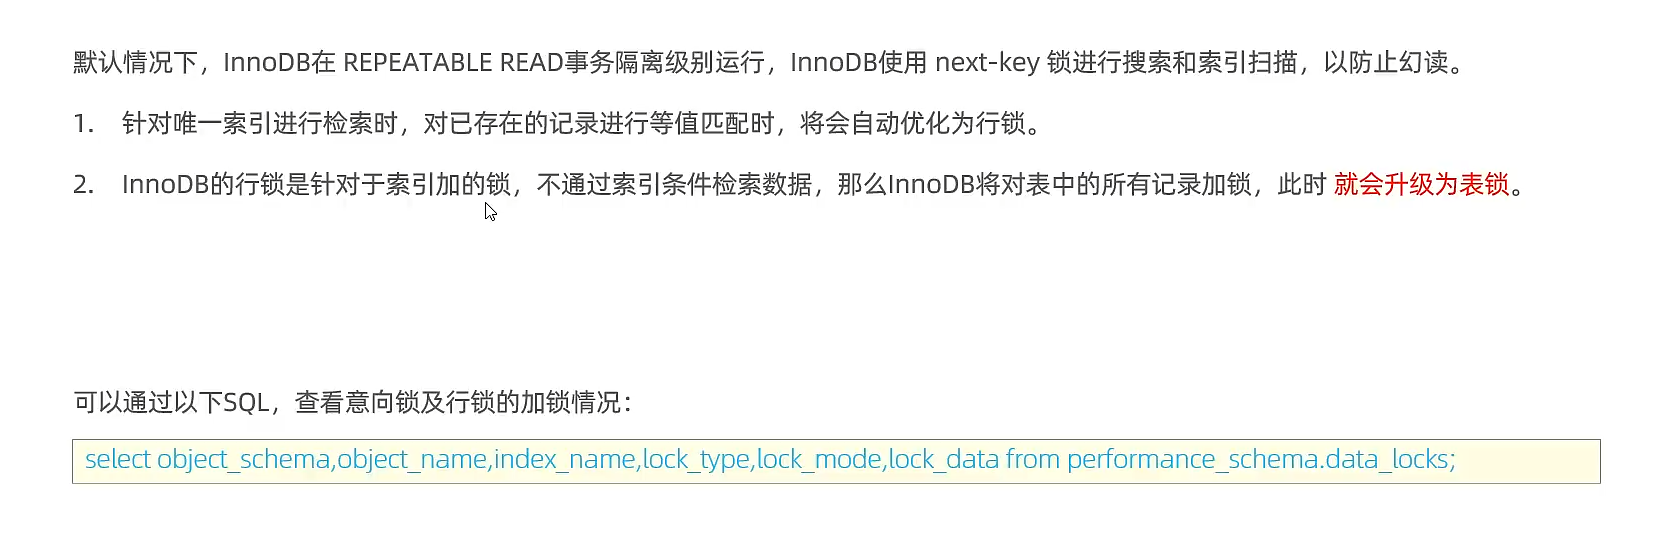 默认情况下，InnoDB在 REPEATABLE READ事务隔离级别运行，InnoDB使用 next-key 锁进行搜索和索引扫描，以防止幻读。
1. 针对唯一索引进行检索时，对已存在的记录进行等值匹配时，将会自动优化为行锁。
2. InnoDB的行锁是针对于索引加的锁，不通过索引条件检索数据，那么InnoDB将对表中的所有记录加锁，此时 就会升级为表锁。
可以通过以下SQL，查看意向锁及行锁的加锁情况：
select object_schema,object_name,index_name,lock_type,lock_mode,lock_data from performance_schema.data_locks;